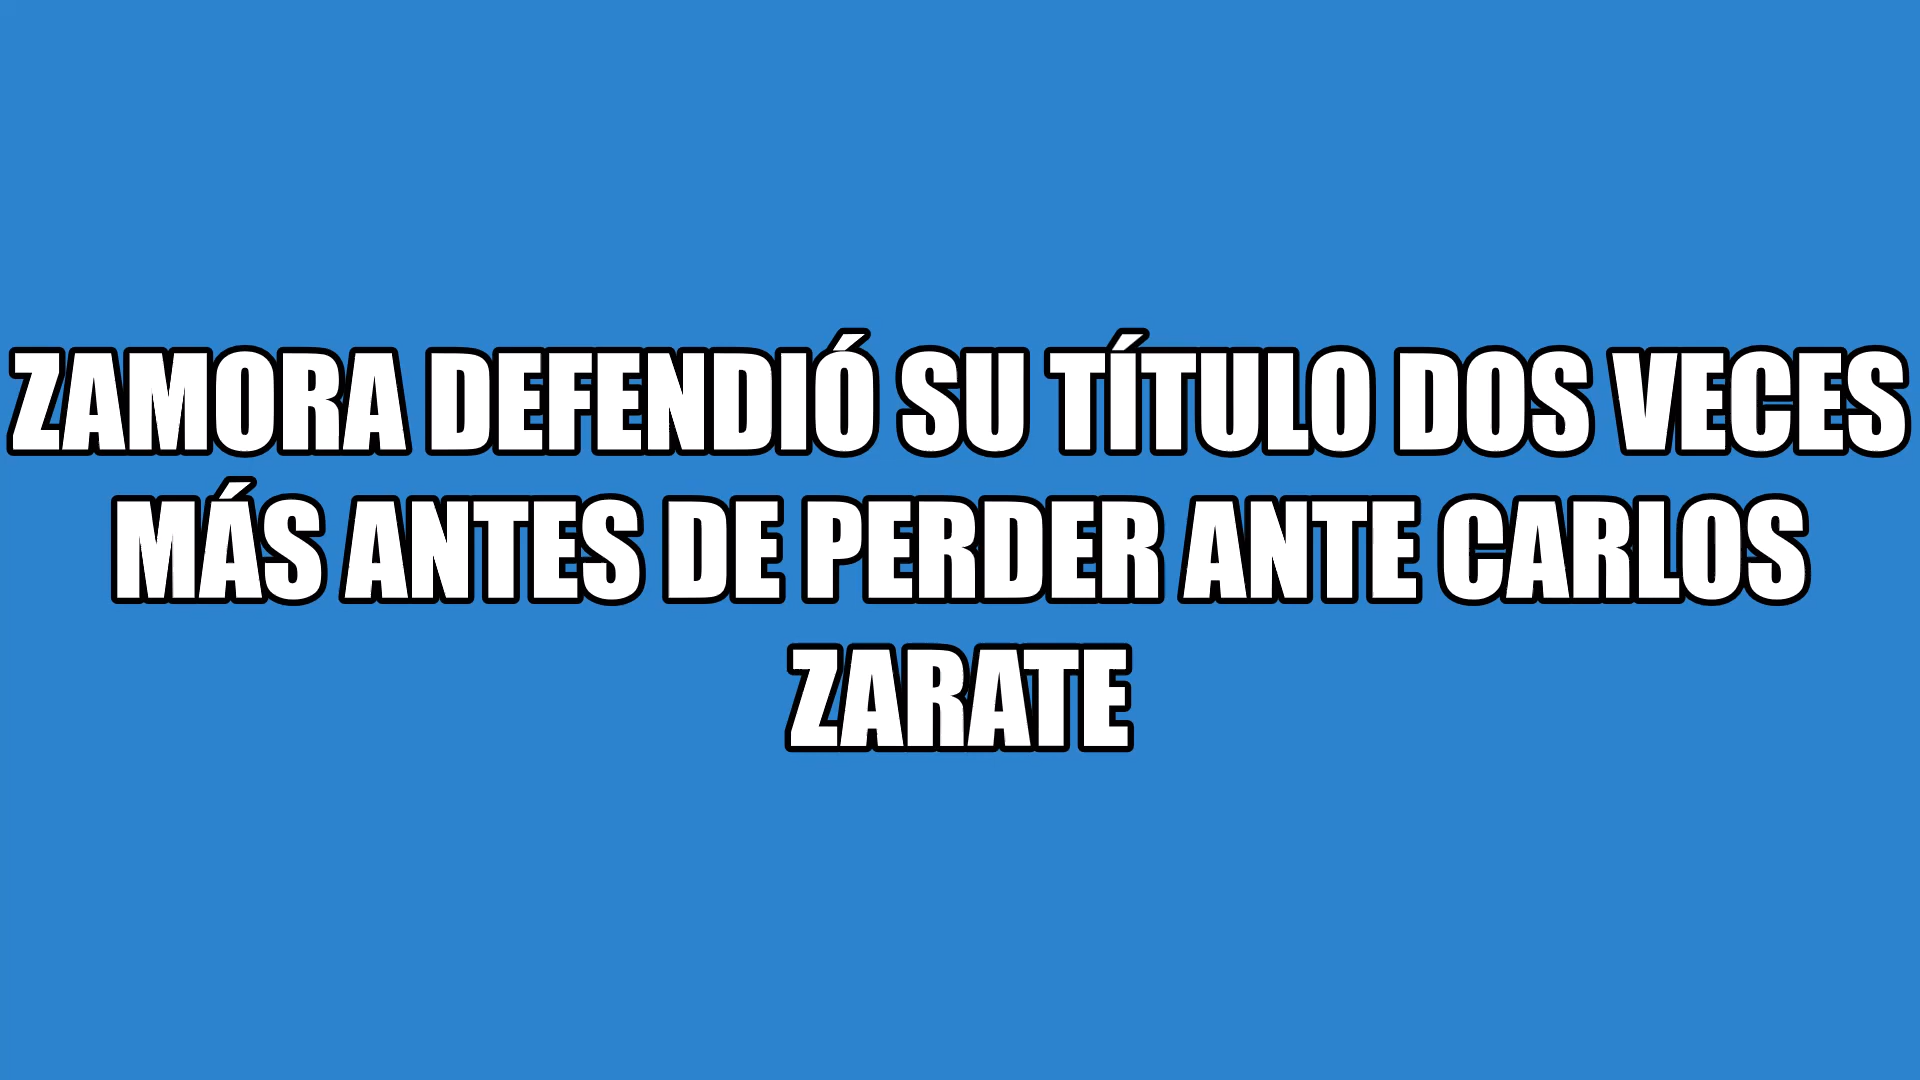 ZAMORA DEFENDIÓ SU TÍTULO DOS VECES
MÁS ANTES DE PERDER ANTE CARLOS
ZARATE